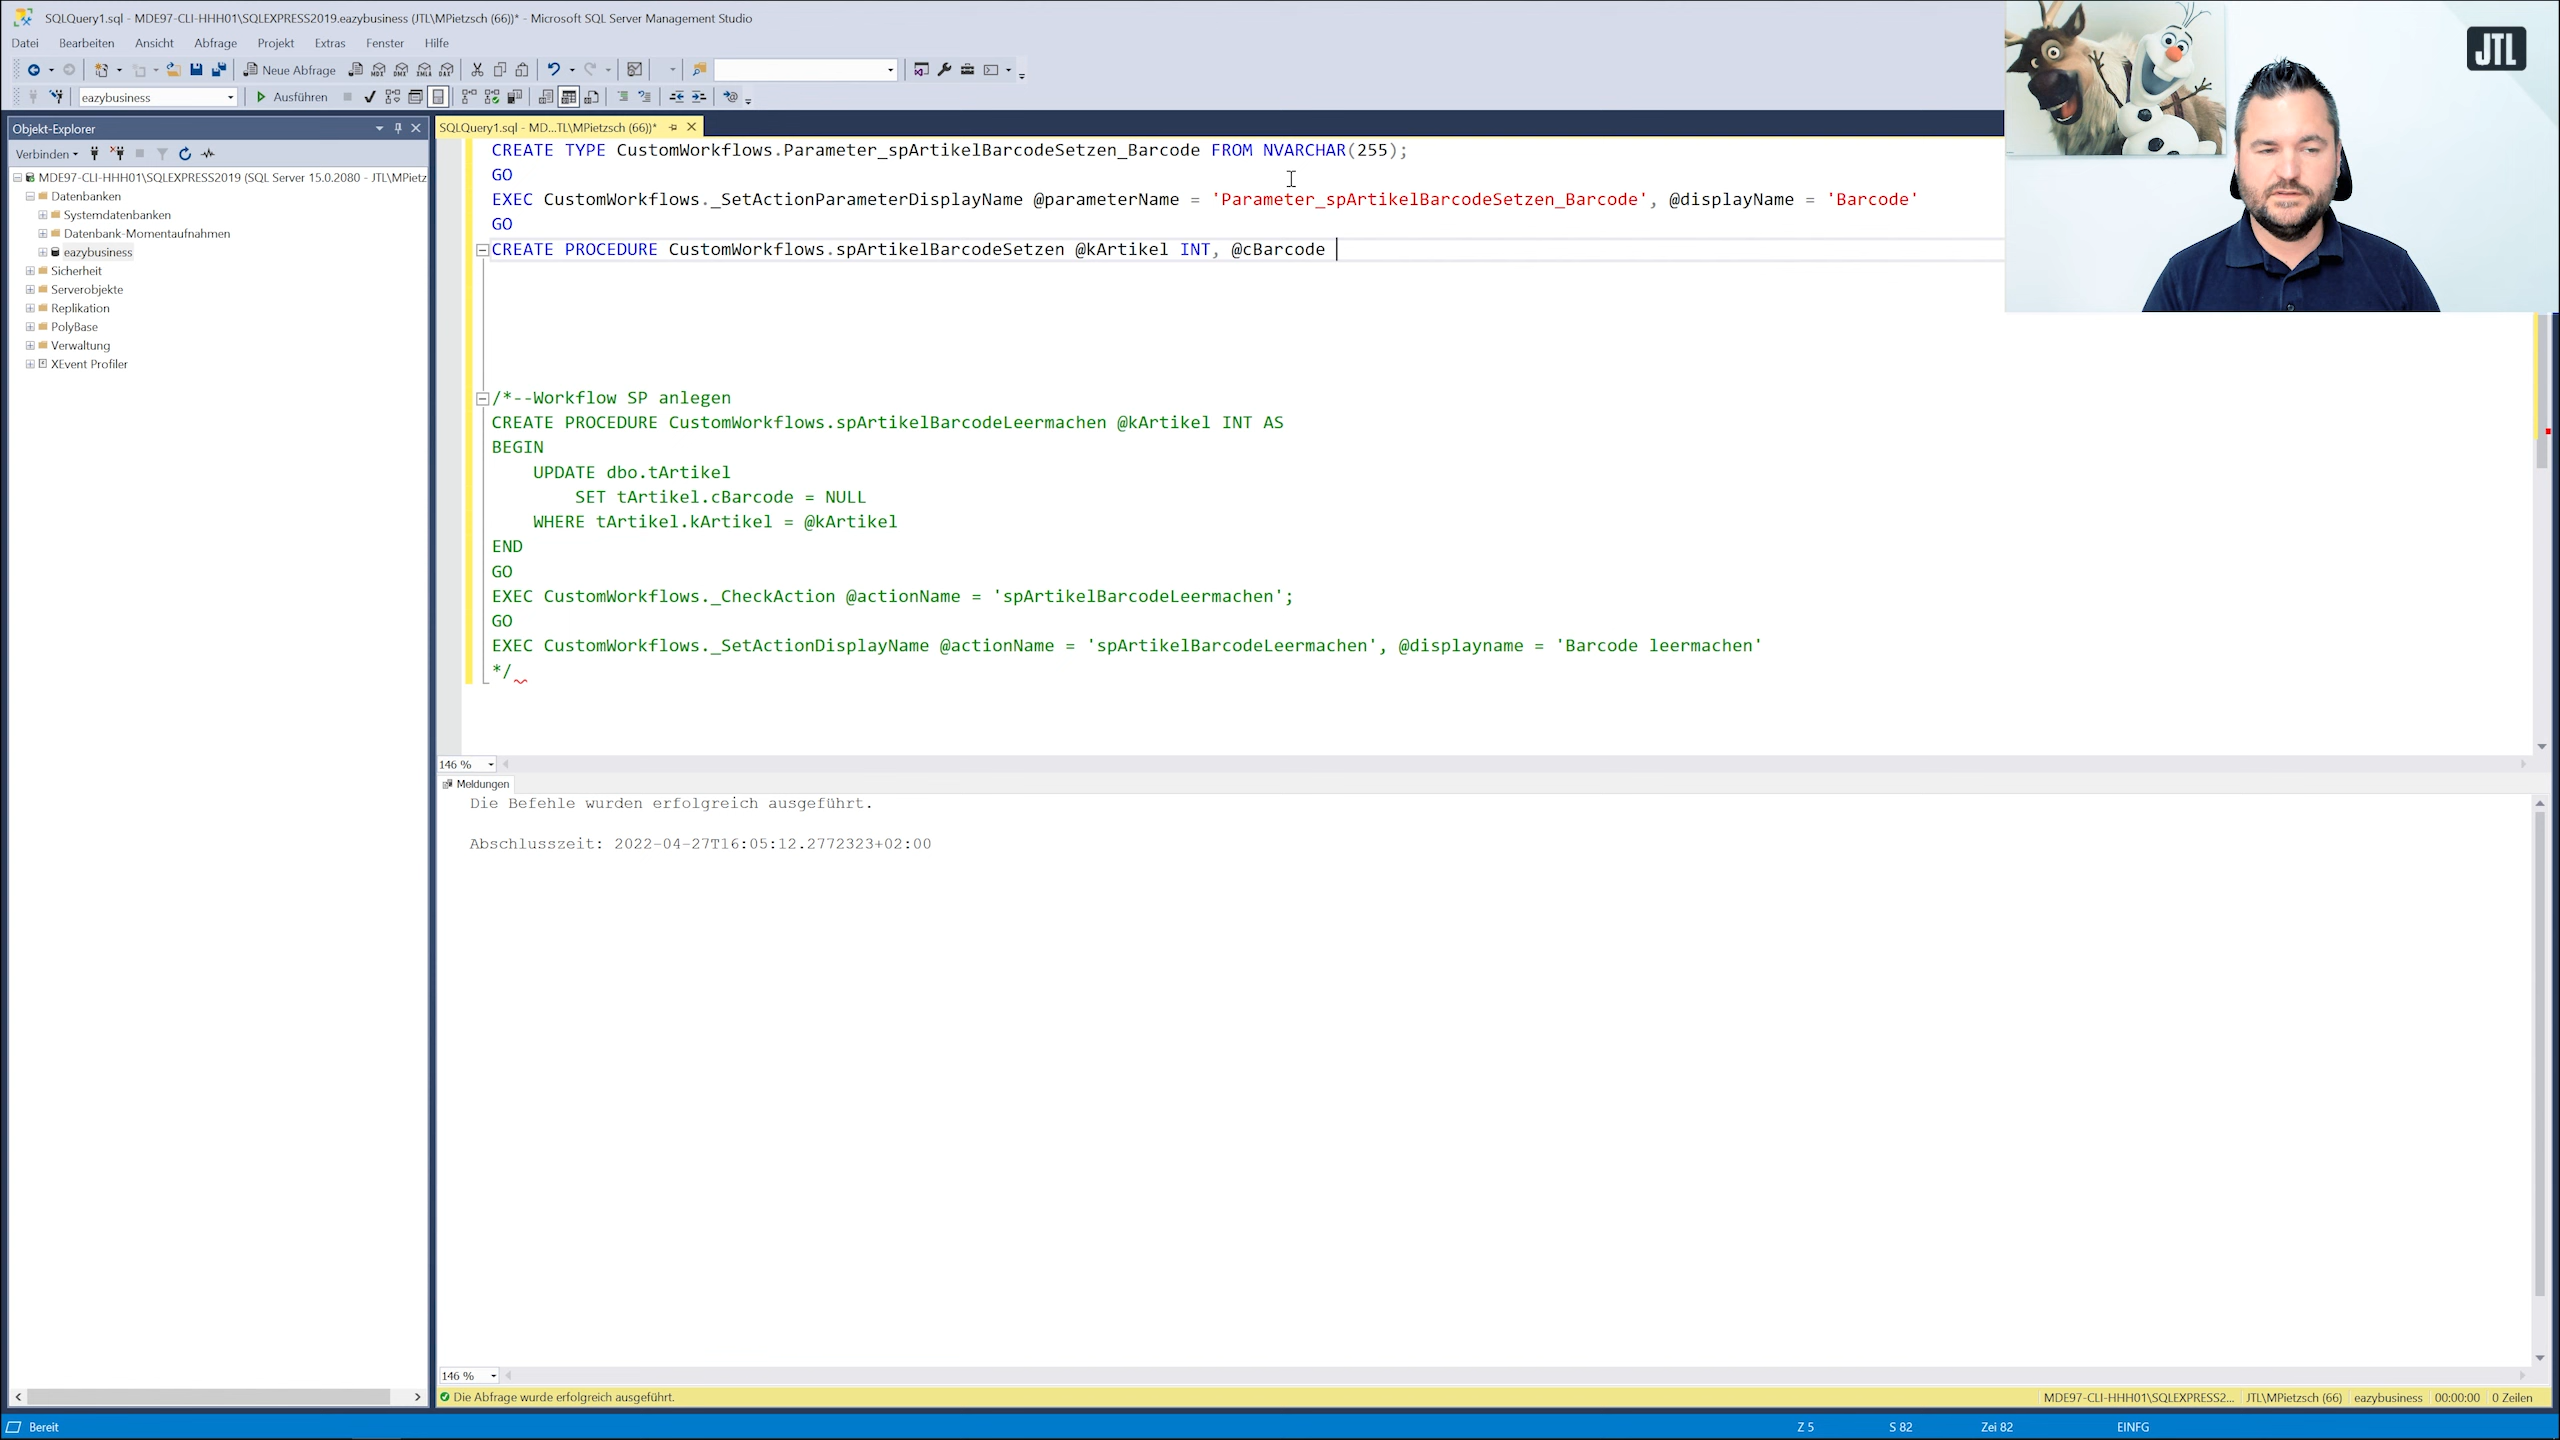 SQLQuery1.sql - MDE97-CLI-HHH01\SQLEXPRESS2019.eazybusiness (JTL\MPietzsch (66))* - Microsoft SQL Server Management Studio
Datei Bearbeiten Ansicht Abfrage Projekt Extras Fenster Hilfe
Neue Abfrage
eazybusiness Ausführen
JTL
Objekt-Explorer
Verbinden
MDE97-CLI-HHH01\SQLEXPRESS2019 (SQL Server 15.0.2080 - JTL\MPietz
Datenbanken
Systemdatenbanken
Datenbank-Momentaufnahmen
eazybusiness
Sicherheit
Serverobjekte
Replikation
PolyBase
Verwaltung
XEvent Profiler
SQLQuery1.sql - MD...TL\MPietzsch (66))*
CREATE TYPE CustomWorkflows.Parameter_spArtikelBarcodeSetzen_Barcode FROM NVARCHAR(255);
GO
EXEC CustomWorkflows._SetActionParameterDisplayName @parameterName = 'Parameter_spArtikelBarcodeSetzen_Barcode', @displayName = 'Barcode'
GO
CREATE PROCEDURE CustomWorkflows.spArtikelBarcodeSetzen @kArtikel INT, @cBarcode
/*--Workflow SP anlegen
CREATE PROCEDURE CustomWorkflows.spArtikelBarcodeLeermachen @kArtikel INT AS
BEGIN
UPDATE dbo.tArtikel
SET tArtikel.cBarcode = NULL
WHERE tArtikel.kArtikel = @kArtikel
END
GO
EXEC CustomWorkflows._CheckAction @actionName = 'spArtikelBarcodeLeermachen';
GO
EXEC CustomWorkflows._SetActionDisplayName @actionName = 'spArtikelBarcodeLeermachen', @displayname = 'Barcode leermachen'
*/
146 %
Meldungen
Die Befehle wurden erfolgreich ausgeführt.
Abschlusszeit: 2022-04-27T16:05:12.2772323+02:00
146 %
Die Abfrage wurde erfolgreich ausgeführt. MDE97-CLI-HHH01\SQLEXPRESS2... JTL\MPietzsch (66) eazybusiness 00:00:00 0 Zeilen
Bereit Z 5 S 82 Zei 82 EINFG